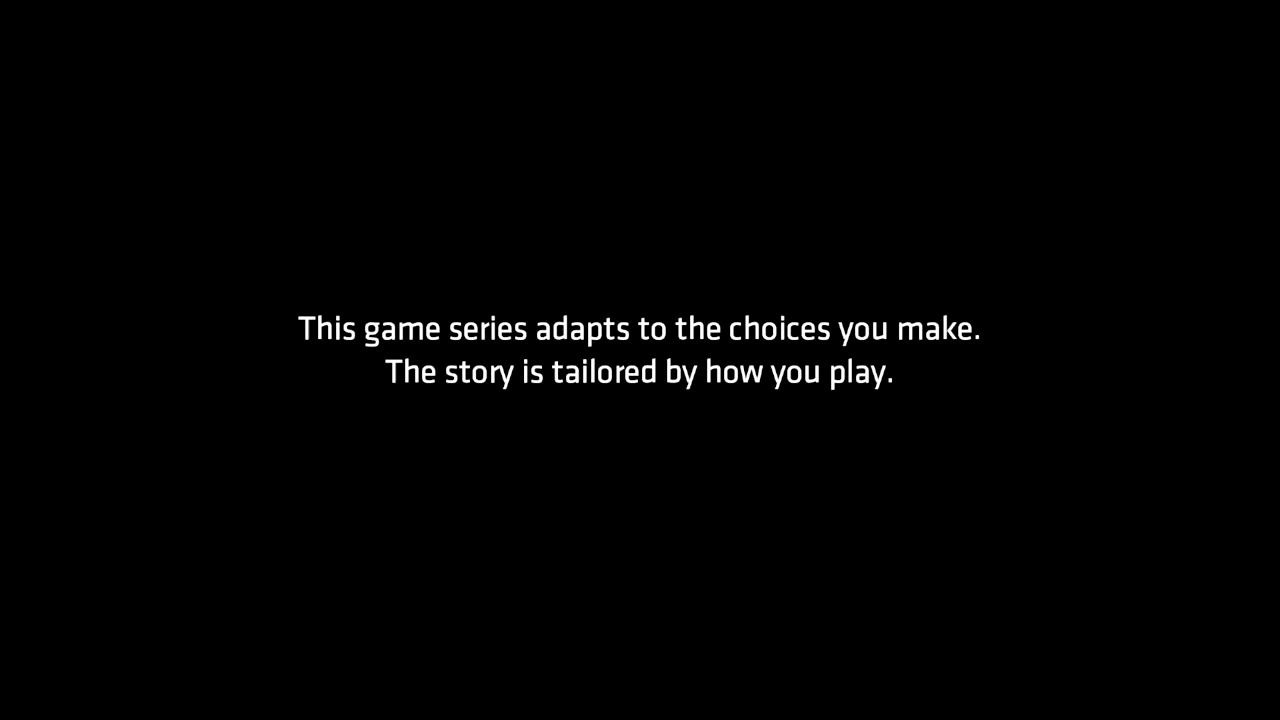 This game series adapts to the choices you make.
The story is tailored by how you play.